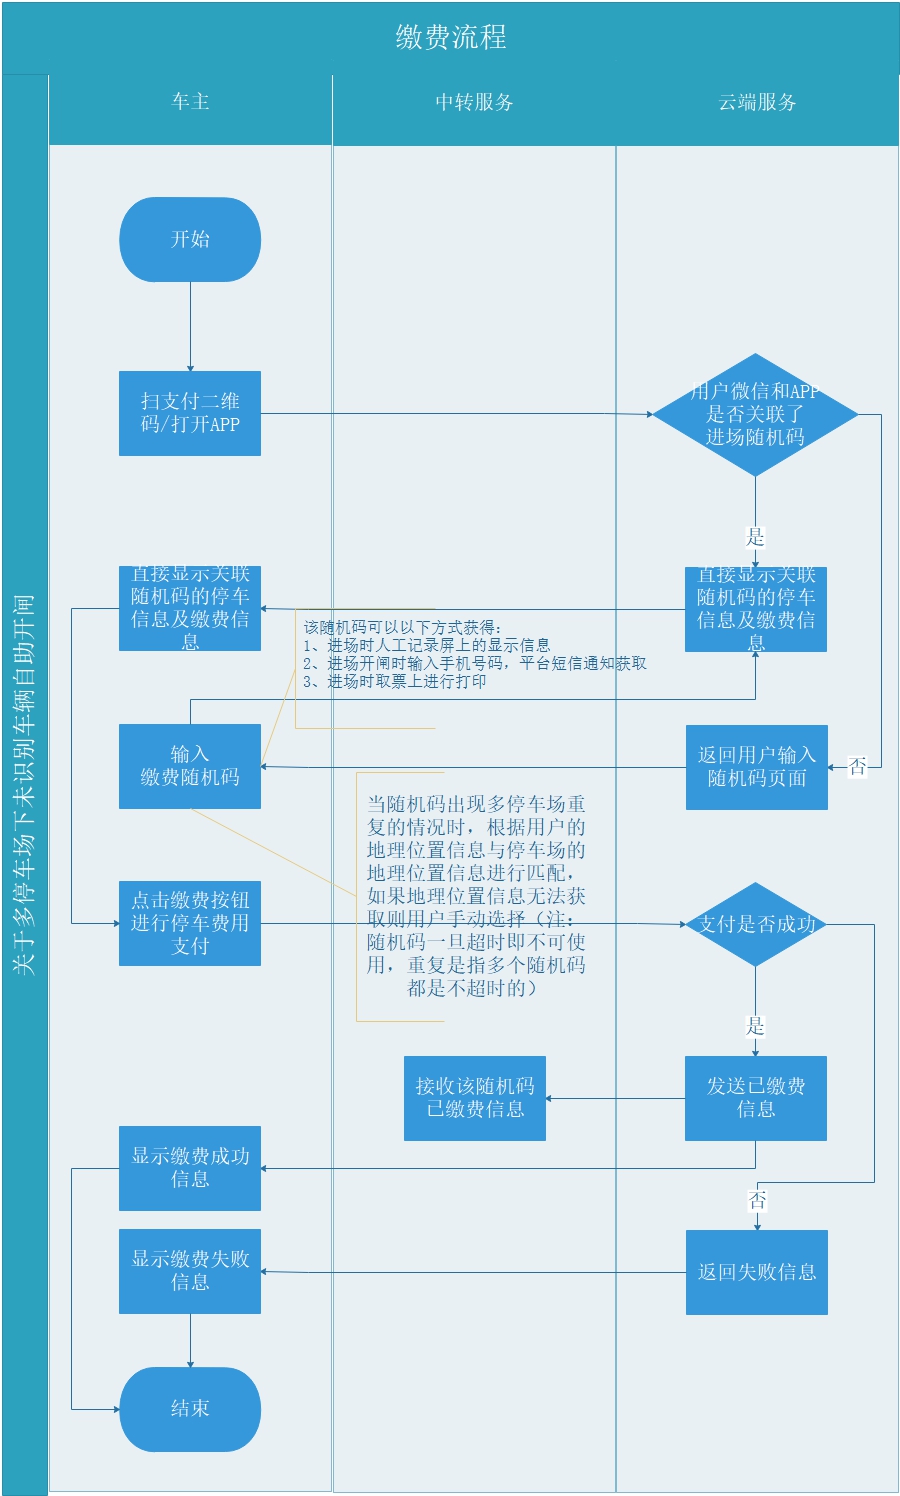 缴费流程
车主
中转服务
云端服务
关于多停车场下未识别车辆自助开闸
开始
扫支付二维
码/打开APP
用户微信和APP
是否关联了
进场随机码
是
直接显示关联
随机码的停车
信息及缴费信
息
直接显示关联
随机码的停车
信息及缴费信
息
该随机码可以以下方式获得:
1、进场时人工记录屏上的显示信息
2、进场开闸时输入手机号码，平台短信通知获取
3、进场时取票上进行打印
输入
缴费随机码
返回用户输入
随机码页面
否
当随机码出现多停车场重
复的情况时，根据用户的
地理位置信息与停车场的
地理位置信息进行匹配，
如果地理位置信息无法获
取则用户手动选择（注：
随机码一旦超时即不可使
用，重复是指多个随机码
都是不超时的）
点击缴费按钮
进行停车费用
支付
支付是否成功
是
接收该随机码
已缴费信息
发送已缴费
信息
显示缴费成功
信息
否
显示缴费失败
信息
返回失败信息
结束